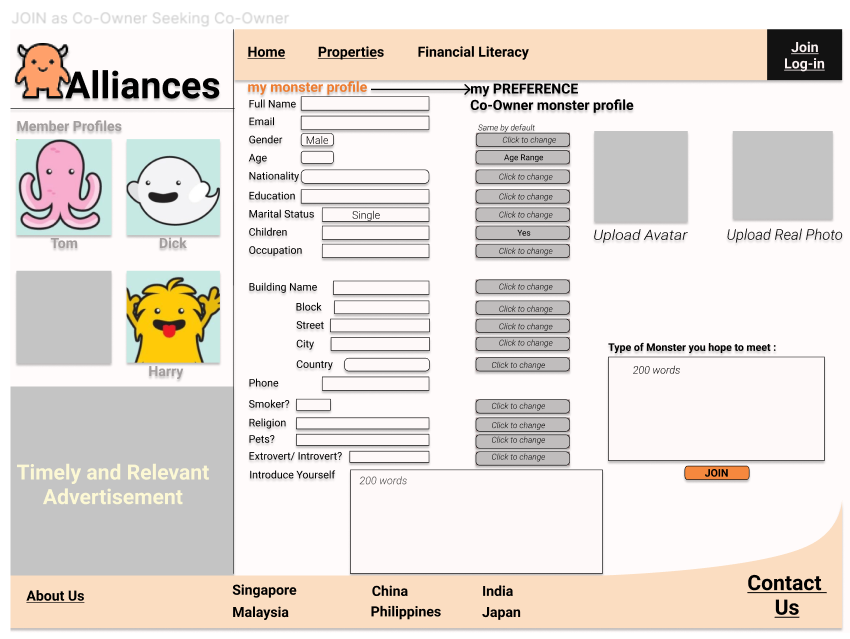 JOIN as Co-Owner Seeking Co-Owner
Alliances
Home Properties Financial Literacy
Join
Log-in
Member Profiles
Tom Dick
Harry
Timely and Relevant
Advertisement
my monster profile my PREFERENCE
Co-Owner monster profile
Full Name
Email
Same by default
Gender Male Click to change
Age Age Range
Nationality Click to change
Education Click to change
Marital Status Single Click to change
Children Yes
Occupation Click to change
Upload Avatar Upload Real Photo
Building Name Click to change
Block Click to change
Street Click to change
City Click to change
Country Click to change
Phone
Smoker? Click to change
Religion Click to change
Pets? Click to change
Extrovert/ Introvert? Click to change
Introduce Yourself 200 words
Type of Monster you hope to meet :
200 words
JOIN
About Us
Singapore China India
Malaysia Philippines Japan
Contact
Us